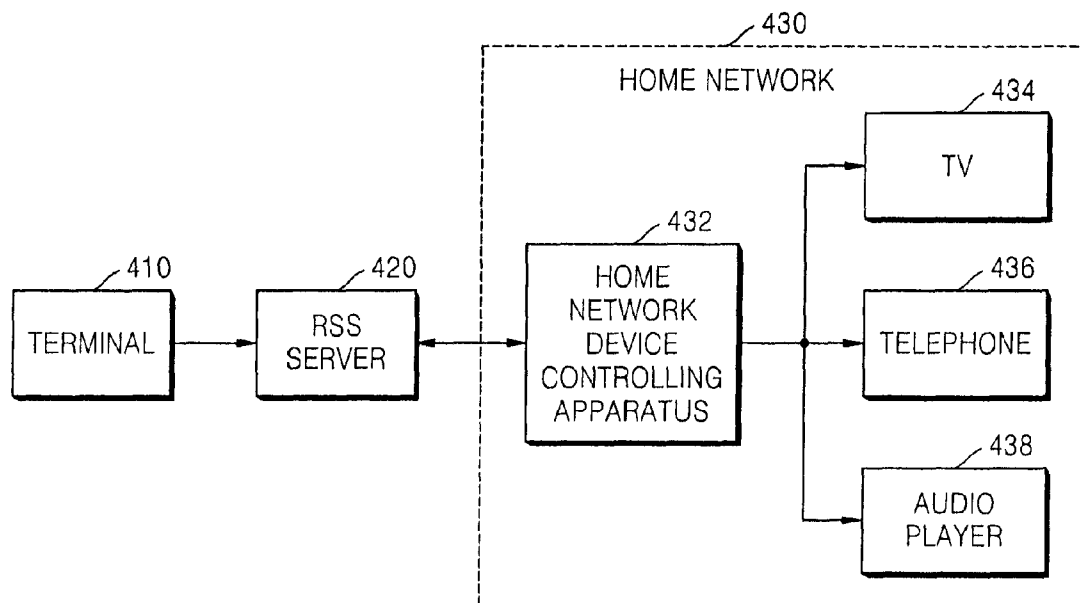 430
HOME NETWORK
434
TV
432
HOME
NETWORK
DEVICE
CONTROLLING
APPARATUS
410
TERMINAL
420
RSS
SERVER
436
TELEPHONE
438
AUDIO
PLAYER